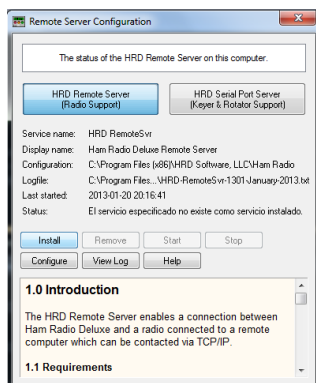 Remote Server Configuration
The status of the HRD Remote Server on this computer.
HRD Remote Server
(Radio Support)
HRD Serial Port Server
(Keyer & Rotator Support)
Service name: HRD RemoteSvr
Display name: Ham Radio Deluxe Remote Server
Configuration: C:\Program Files (x86)\HRD Software, LLC\Ham Radio
Logfile: C:\Program Files...\HRD-RemoteSvr-1301-January-2013.txt
Last started: 2013-01-20 20:16:41
Status: El servicio especificado no existe como servicio instalado.
Install Remove Start Stop
Configure View Log Help
1.0 Introduction
The HRD Remote Server enables a connection between
Ham Radio Deluxe and a radio connected to a remote
computer which can be contacted via TCP/IP.
1.1 Requirements